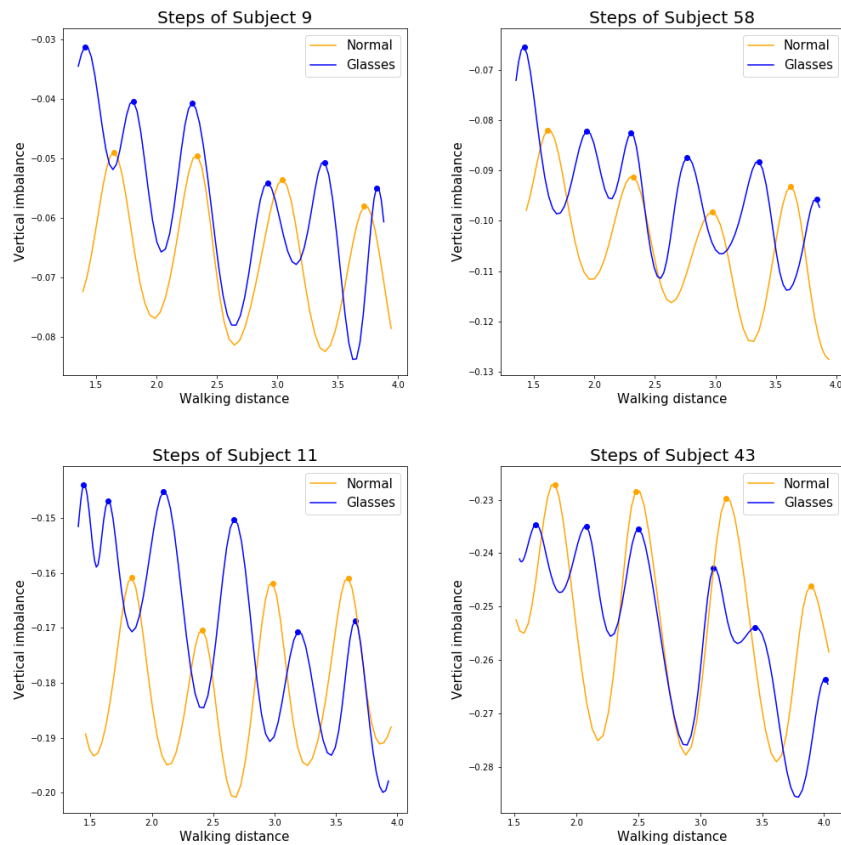 Steps of Subject 9
Vertical imbalance
−0.03
−0.04
−0.05
−0.06
−0.07
−0.08
Normal
Glasses
1.5 2.0 2.5 3.0 3.5 4.0
Walking distance
Steps of Subject 58
Vertical imbalance
−0.07
−0.08
−0.09
−0.10
−0.11
−0.12
−0.13
Normal
Glasses
1.5 2.0 2.5 3.0 3.5 4.0
Walking distance
Steps of Subject 11
Vertical imbalance
−0.15
−0.16
−0.17
−0.18
−0.19
−0.20
Normal
Glasses
1.5 2.0 2.5 3.0 3.5 4.0
Walking distance
Steps of Subject 43
Vertical imbalance
−0.23
−0.24
−0.25
−0.26
−0.27
−0.28
Normal
Glasses
1.5 2.0 2.5 3.0 3.5 4.0
Walking distance